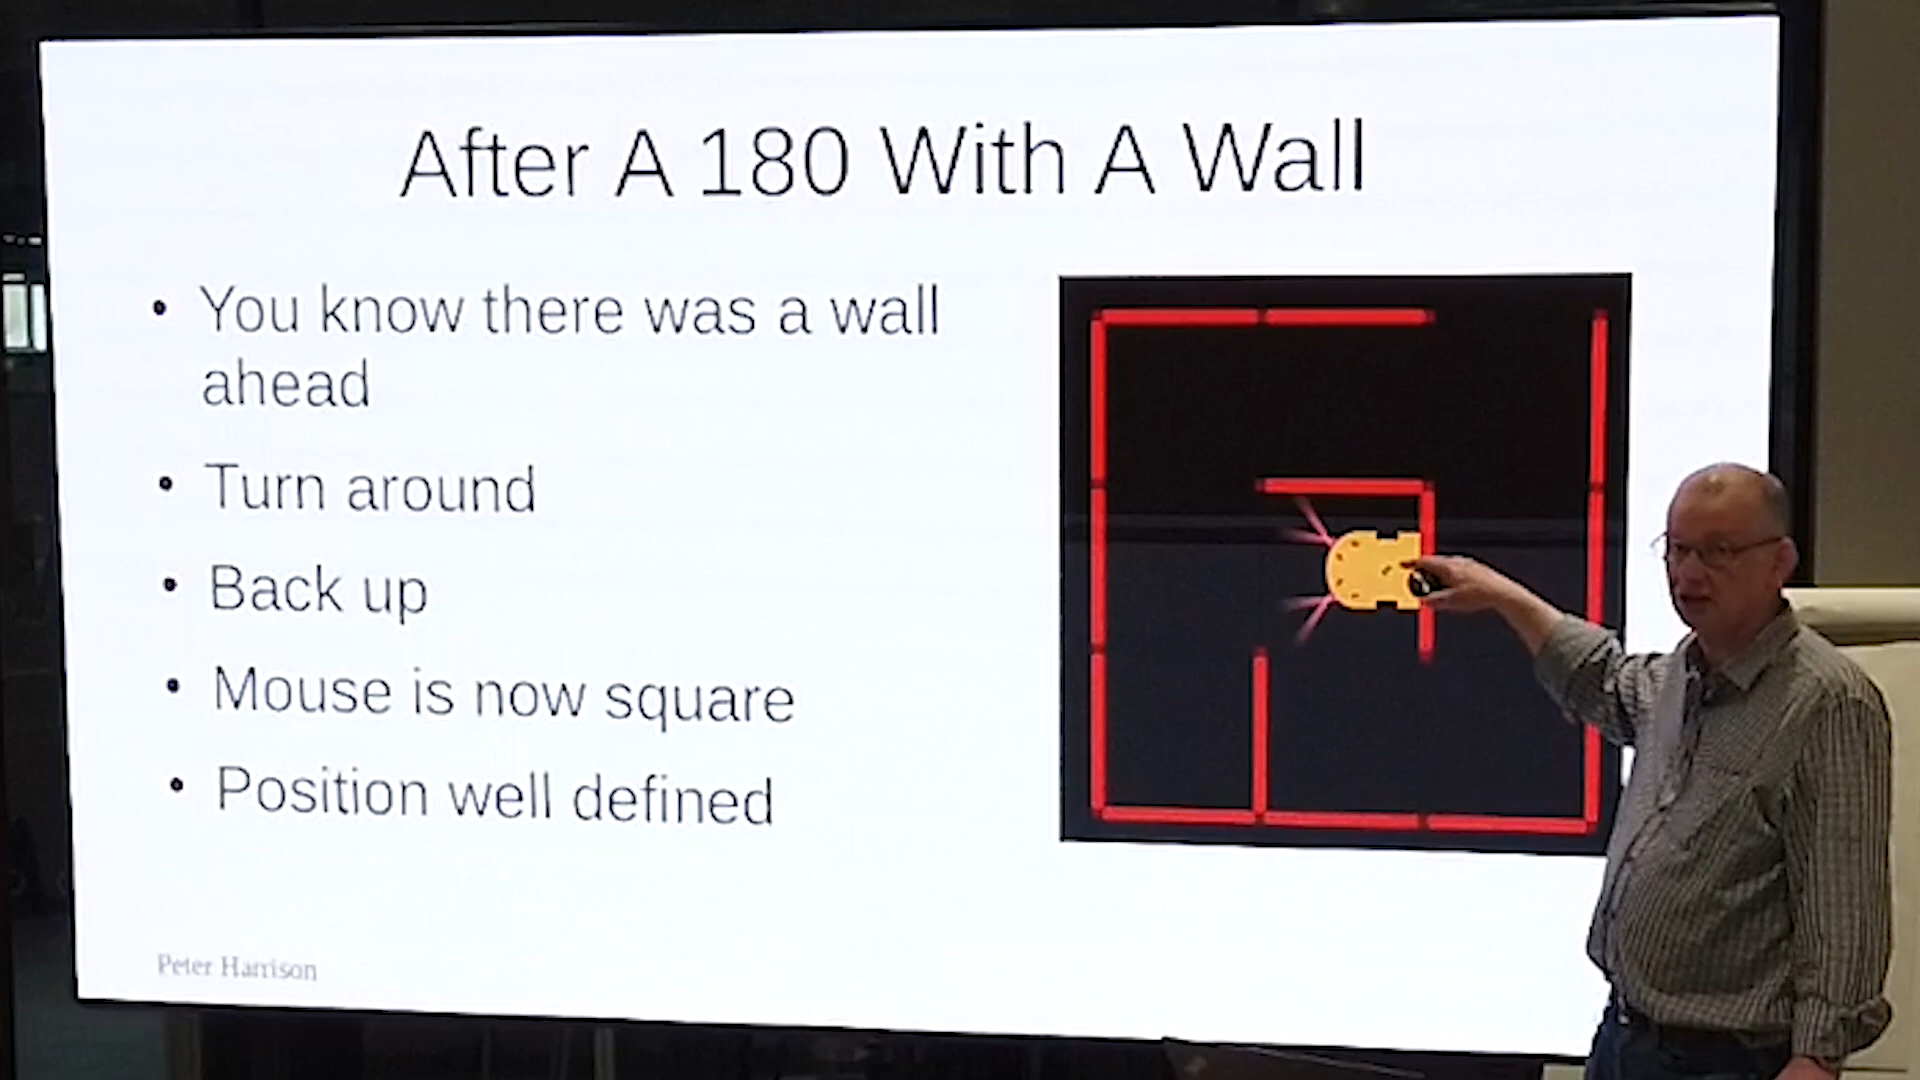 After A 180 With A Wall
• You know there was a wall
ahead
• Turn around
• Back up
• Mouse is now square
• Position well defined
Peter Harrison